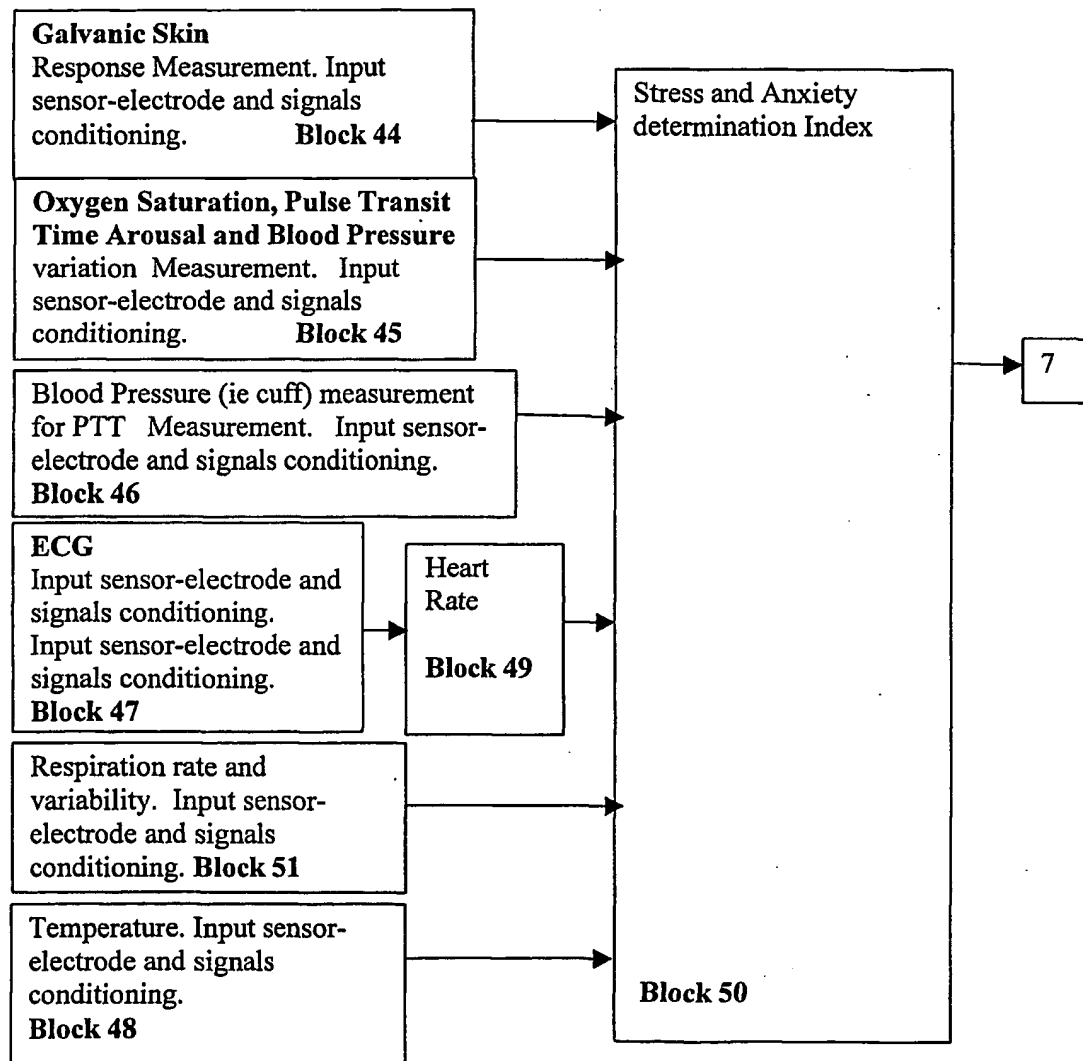 Galvanic Skin
Response Measurement. Input
sensor-electrode and signals
conditioning. Block 44
Oxygen Saturation, Pulse Transit
Time Arousal and Blood Pressure
variation Measurement. Input
sensor-electrode and signals
conditioning. Block 45
Blood Pressure (ie cuff) measurement
for PTT Measurement. Input sensor-
electrode and signals conditioning.
Block 46
ECG
Input sensor-electrode and
signals conditioning.
Input sensor-electrode and
signals conditioning.
Block 47
Heart
Rate
Block 49
Respiration rate and
variability. Input sensor-
electrode and signals
conditioning. Block 51
Temperature. Input sensor-
electrode and signals
conditioning.
Block 48
Stress and Anxiety
determination Index
Block 50
7